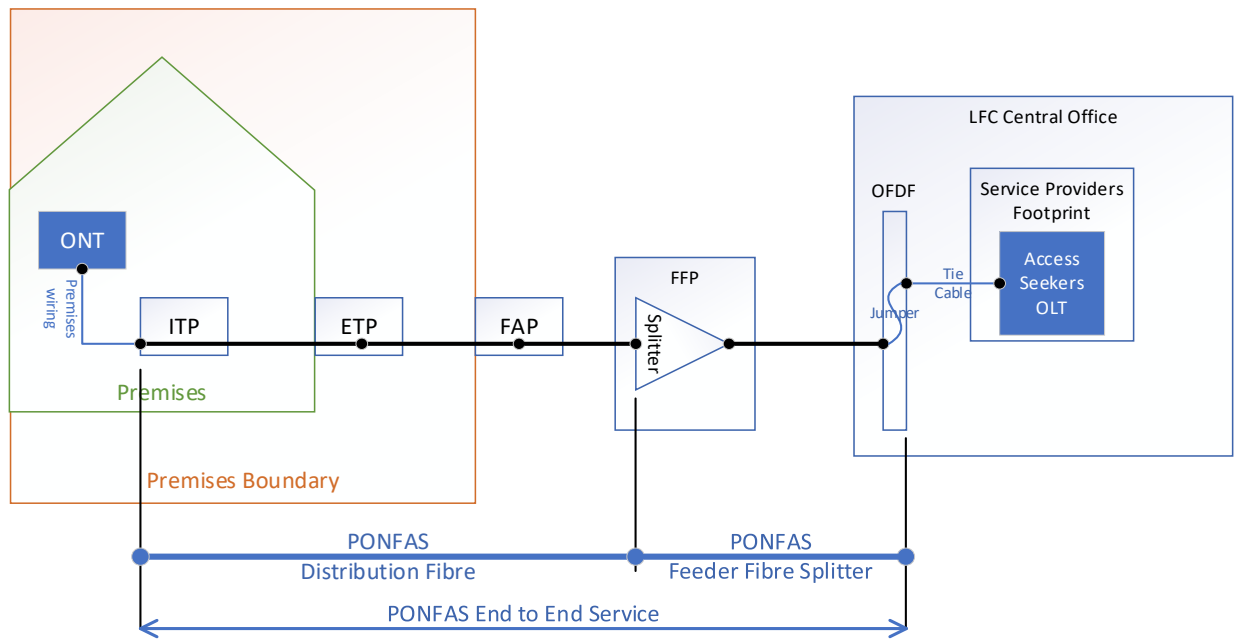 LFC Central Office
OFDF
Service Providers
Footprint
ONT
Access
Seekers
OLT
Tie
Cable
Jumper
FFP
Splitter
Premises
wiring
ITP
ETP
FAP
Premises
Premises Boundary
PONFAS
Distribution Fibre
PONFAS
Feeder Fibre Splitter
PONFAS End to End Service